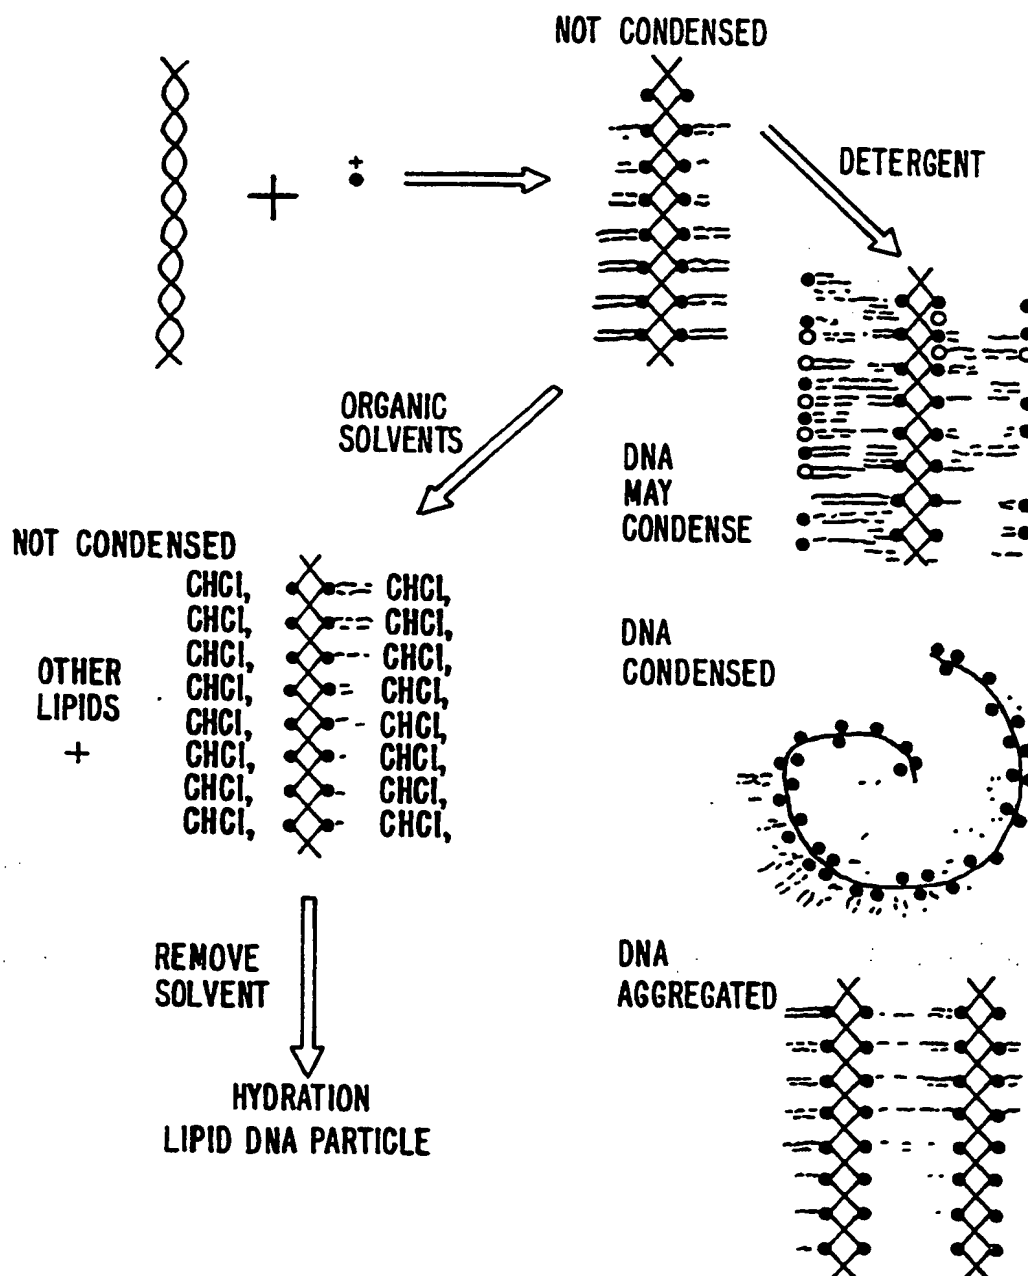 NOT CONDENSED
+
+
DETERGENT
ORGANIC
SOLVENTS
DNA
MAY
CONDENSE
NOT CONDENSED
CHCl, CHCl,
CHCl, CHCl,
CHCl, CHCl,
CHCl, CHCl,
CHCl, CHCl,
CHCl, CHCl,
CHCl, CHCl,
CHCl, CHCl,
OTHER
LIPIDS
+
DNA
CONDENSED
REMOVE
SOLVENT
HYDRATION
LIPID DNA PARTICLE
DNA
AGGREGATED